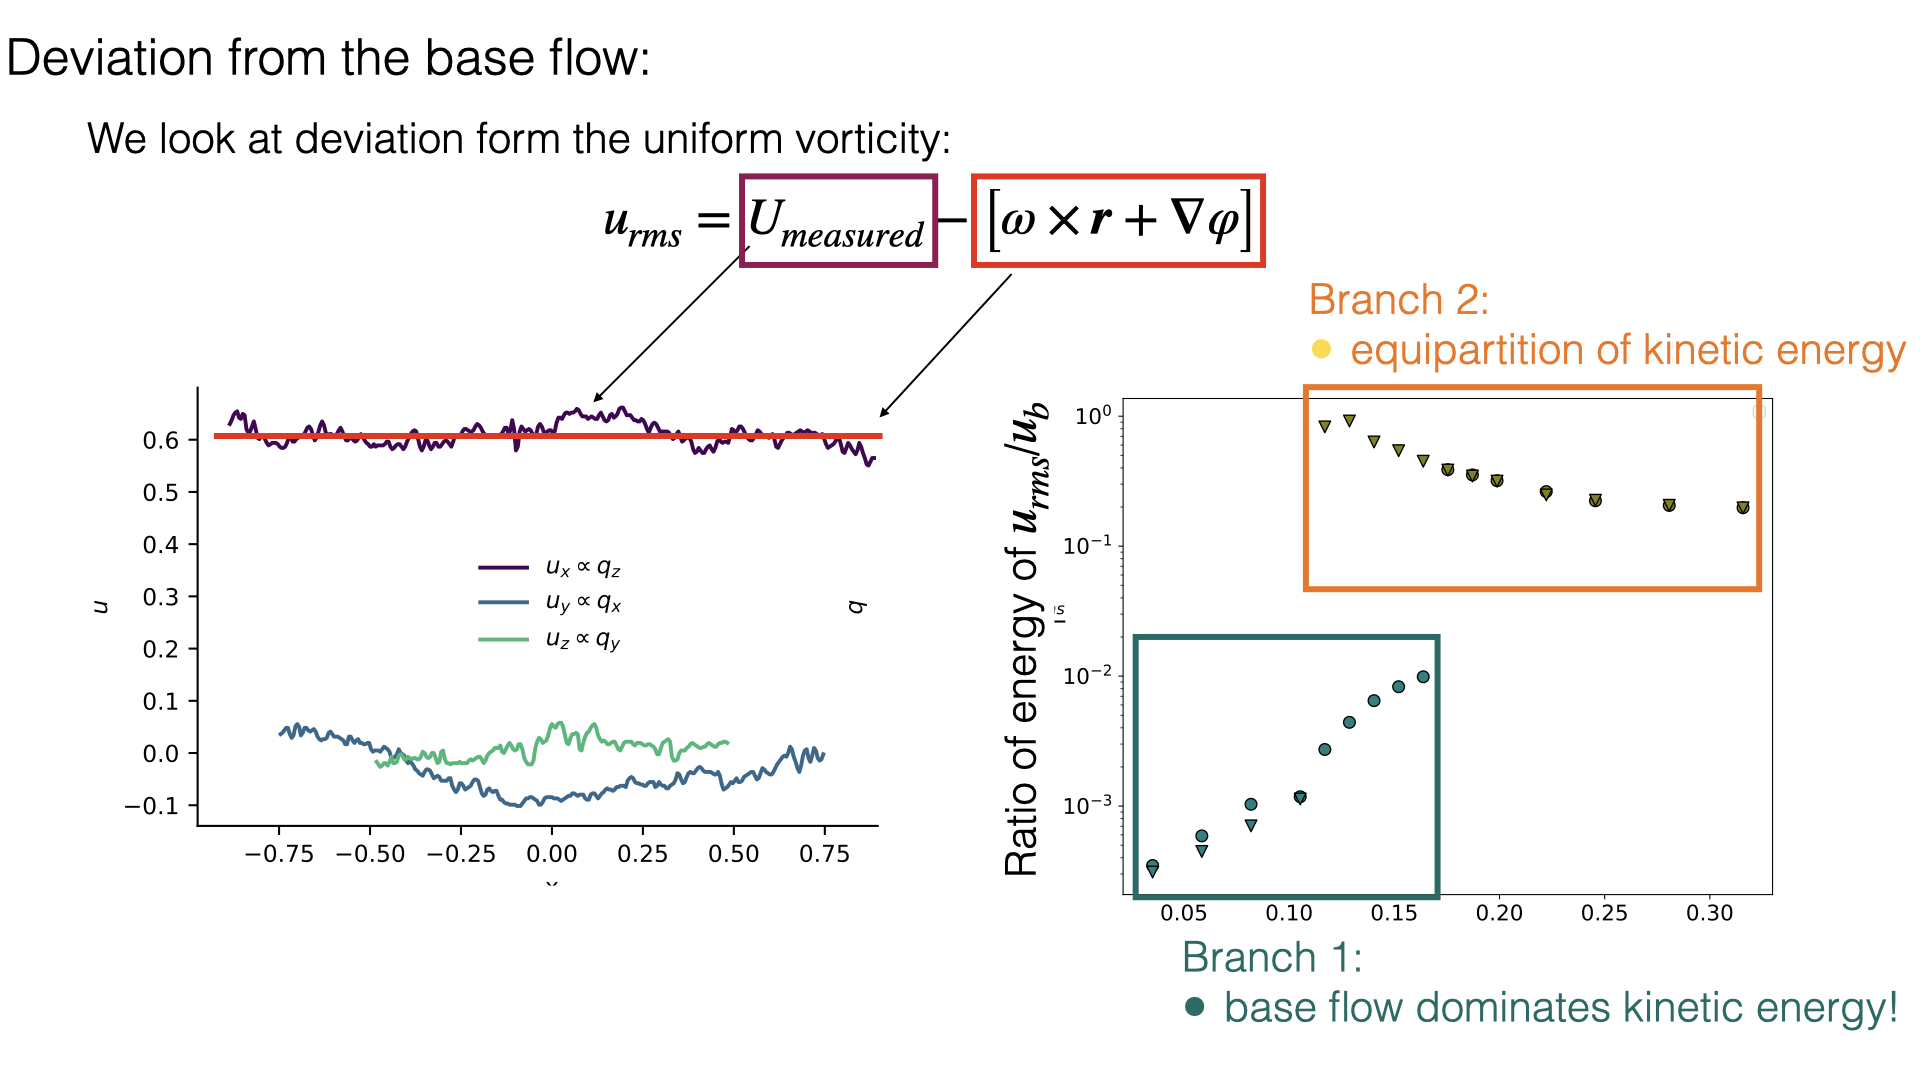 Deviation from the base flow:
We look at deviation form the uniform vorticity:
u_rms = U_measured − [ω × r + ∇φ]
Branch 2:
equipartition of kinetic energy
0.6
0.5
0.4
0.3
0.2
0.1
0.0
−0.1
u
u_x ∝ q_z
u_y ∝ q_x
u_z ∝ q_y
q
−0.75 −0.50 −0.25 0.00 0.25 0.50 0.75
Ratio of energy of u_rms/u_b
10^0
10^−1
10^−2
10^−3
0.05 0.10 0.15 0.20 0.25 0.30
Branch 1:
base flow dominates kinetic energy!